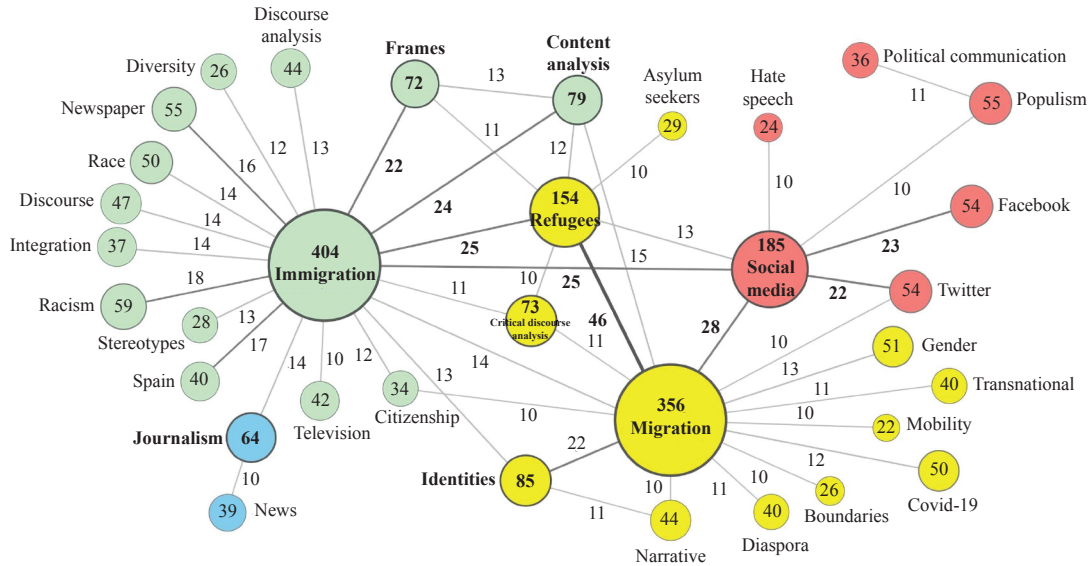 Discourse
analysis
44
Diversity
26
Newspaper
55
Race
50
Discourse
47
Integration
37
Racism
59
Stereotypes
28
Spain
40
Journalism
64
39
News
42
Television
34
Citizenship
404
Immigration
Frames
72
Content
analysis
79
Asylum
seekers
29
154
Refugees
73
Critical discourse
analysis
Hate
speech
24
36
Political communication
55
Populism
54
Facebook
185
Social
media
54
Twitter
51
Gender
40
Transnational
22
Mobility
50
Covid-19
26
Boundaries
40
Diaspora
44
Narrative
Identities
85
356
Migration
13
12
16
14
14
14
18
13
17
14
10
10
12
13
14
11
22
24
25
25
13
11
12
15
10
13
10
11
46
10
22
11
10
11
10
12
10
11
13
10
28
22
23
10
10
11